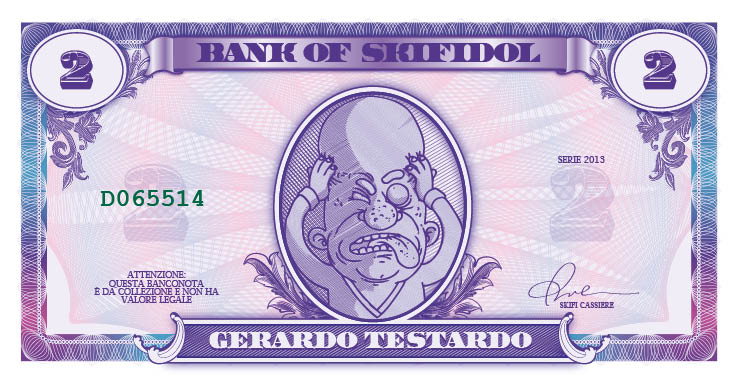 BANK OF SKIFIDOL
2
2
SERIE 2013
D065514
2
2
ATTENZIONE:
QUESTA BANCONOTA
È DA COLLEZIONE E NON HA
VALORE LEGALE
SKIFI CASSIERE
GERARDO TESTARDO